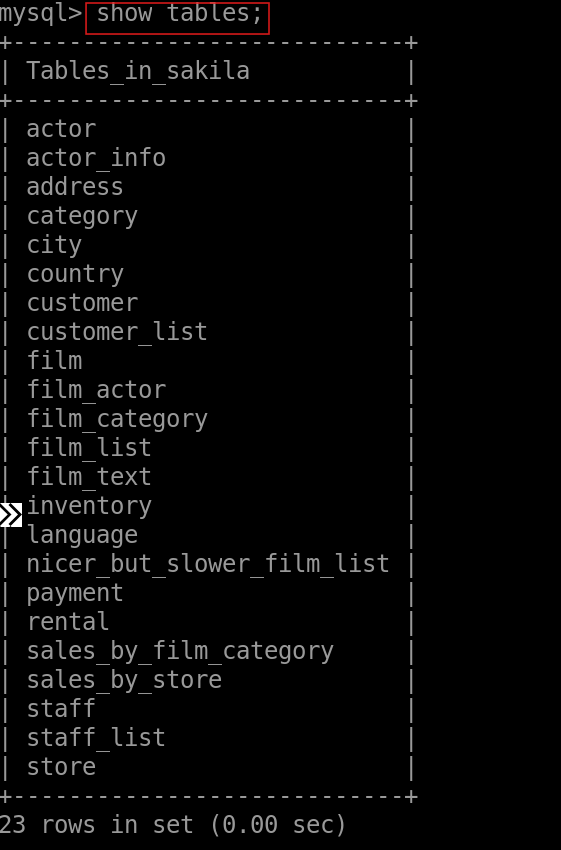 mysql> show tables;
+----------------------------+
| Tables_in_sakila           |
+----------------------------+
| actor                      |
| actor_info                 |
| address                    |
| category                   |
| city                       |
| country                    |
| customer                   |
| customer_list              |
| film                       |
| film_actor                 |
| film_category              |
| film_list                  |
| film_text                  |
| inventory                  |
| language                   |
| nicer_but_slower_film_list |
| payment                    |
| rental                     |
| sales_by_film_category     |
| sales_by_store             |
| staff                      |
| staff_list                 |
| store                      |
+----------------------------+
23 rows in set (0.00 sec)